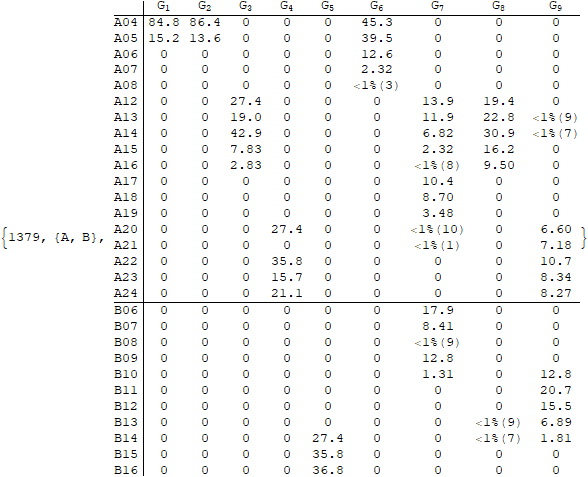 G₁ G₂ G₃ G₄ G₅ G₆ G₇ G₈ G₉
A04 84.8 86.4 0 0 0 45.3 0 0 0
A05 15.2 13.6 0 0 0 39.5 0 0 0
A06 0 0 0 0 0 12.6 0 0 0
A07 0 0 0 0 0 2.32 0 0 0
A08 0 0 0 0 0 <1%(3) 0 0 0
A12 0 0 27.4 0 0 0 13.9 19.4 0
A13 0 0 19.0 0 0 0 11.9 22.8 <1%(9)
A14 0 0 42.9 0 0 0 6.82 30.9 <1%(7)
A15 0 0 7.83 0 0 0 2.32 16.2 0
A16 0 0 2.83 0 0 0 <1%(8) 9.50 0
A17 0 0 0 0 0 0 10.4 0 0
A18 0 0 0 0 0 0 8.70 0 0
A19 0 0 0 0 0 0 3.48 0 0
A20 0 0 0 27.4 0 0 <1%(10) 0 6.60
{1379, {A, B}, A21 0 0 0 0 0 0 <1%(1) 0 7.18 }
A22 0 0 0 35.8 0 0 0 0 10.7
A23 0 0 0 15.7 0 0 0 0 8.34
A24 0 0 0 21.1 0 0 0 0 8.27
B06 0 0 0 0 0 0 17.9 0 0
B07 0 0 0 0 0 0 8.41 0 0
B08 0 0 0 0 0 0 <1%(9) 0 0
B09 0 0 0 0 0 0 12.8 0 0
B10 0 0 0 0 0 0 1.31 0 12.8
B11 0 0 0 0 0 0 0 0 20.7
B12 0 0 0 0 0 0 0 0 15.5
B13 0 0 0 0 0 0 0 <1%(9) 6.89
B14 0 0 0 0 27.4 0 0 <1%(7) 1.81
B15 0 0 0 0 35.8 0 0 0 0
B16 0 0 0 0 36.8 0 0 0 0